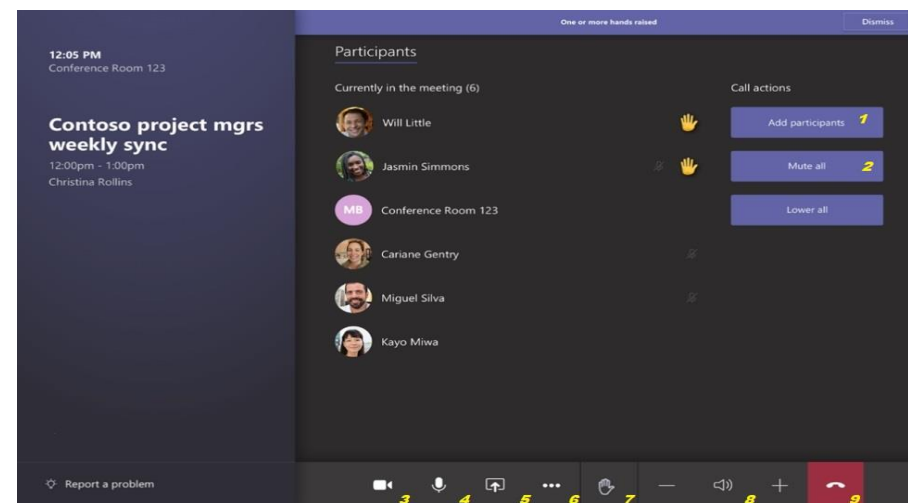 One or more hands raised
Dismiss
12:05 PM
Conference Room 123
Contoso project mgrs
weekly sync
12:00pm - 1:00pm
Christina Rollins
Participants
Currently in the meeting (6)
Will Little
Jasmin Simmons
MB Conference Room 123
Cariane Gentry
Miguel Silva
Kayo Miwa
Call actions
Add participants 1
Mute all 2
Lower all
Report a problem
3 4 5 6 7 8 9